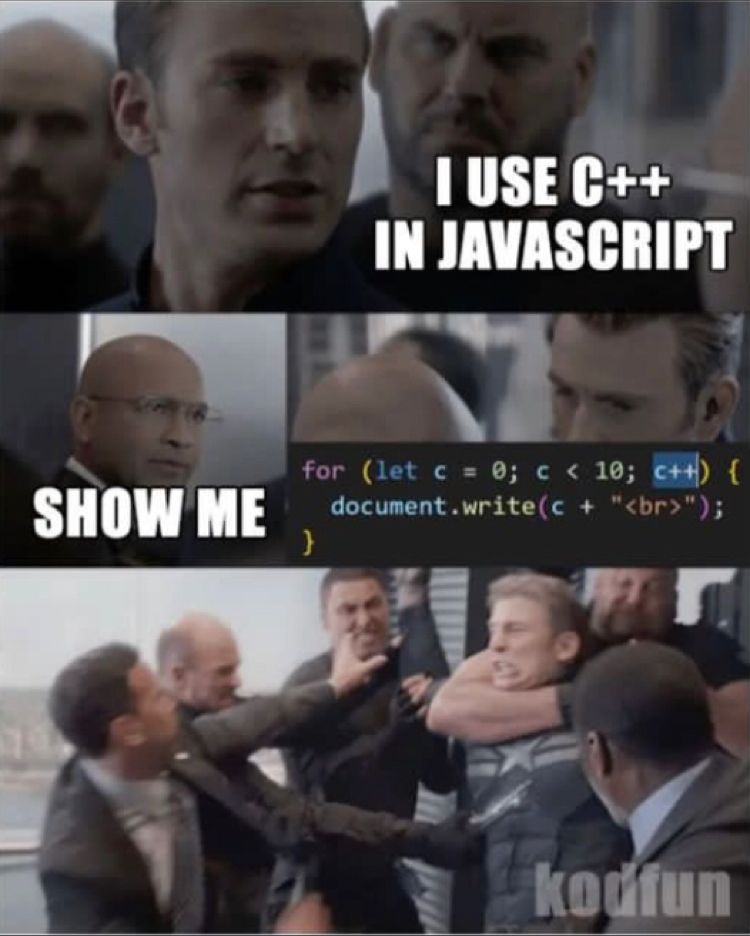 I USE C++
IN JAVASCRIPT
SHOW ME
for (let c = 0; c < 10; c++) {
document.write(c + "<br>");
}
kodfun